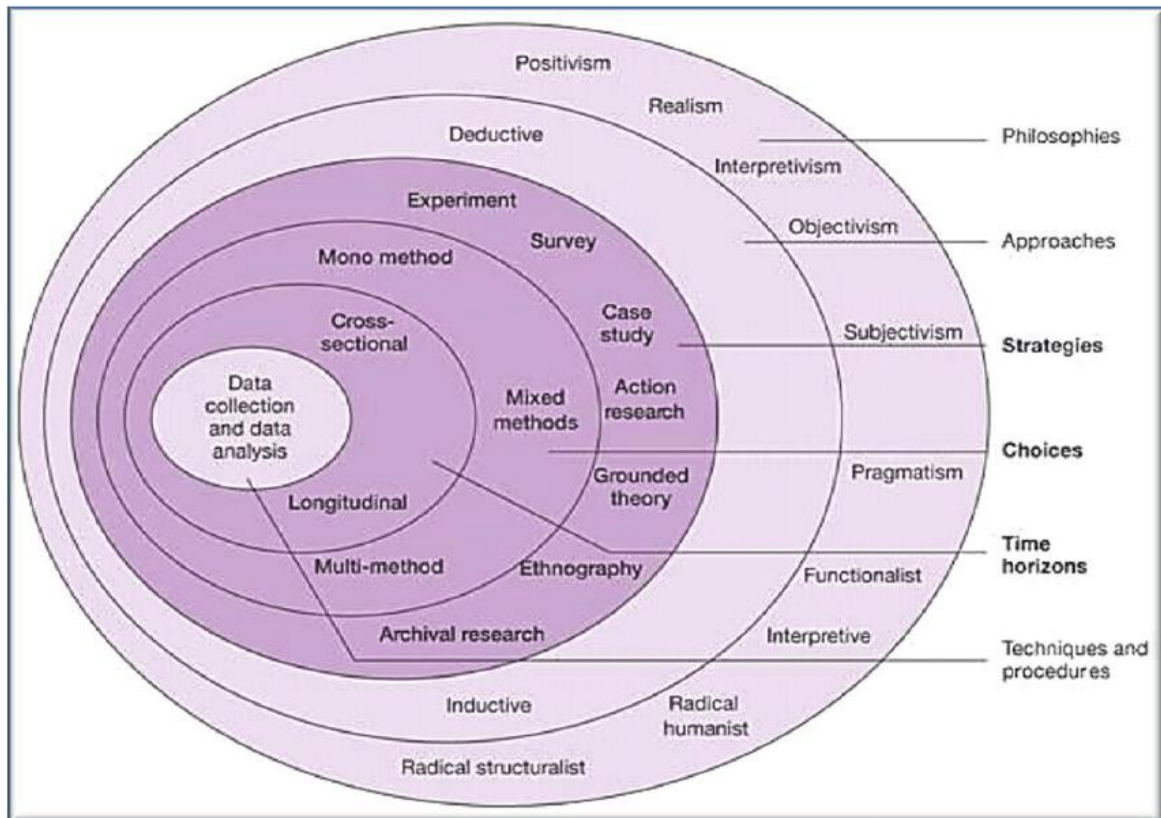 Positivism
Realism
Philosophies
Deductive
Interpretivism
Experiment
Objectivism
Survey
Approaches
Mono method
Case
study
Cross-
sectional
Subjectivism
Strategies
Data
collection
and data
analysis
Mixed
methods
Action
research
Choices
Pragmatism
Grounded
theory
Longitudinal
Time
horizons
Multi-method
Ethnography
Functionalist
Archival research
Interpretive
Techniques and
procedures
Inductive
Radical
humanist
Radical structuralist